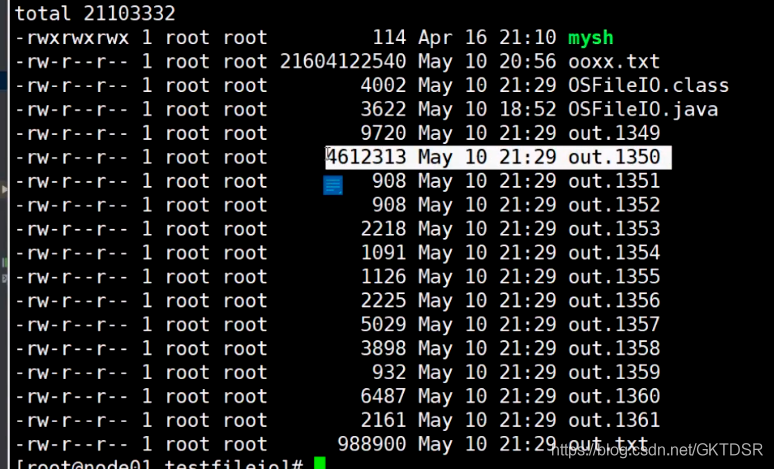 total 21103332
-rwxrwxrwx 1 root root 114 Apr 16 21:10 mysh
-rw-r--r-- 1 root root 21604122540 May 10 20:56 ooxx.txt
-rw-r--r-- 1 root root 4002 May 10 21:29 OSFileIO.class
-rw-r--r-- 1 root root 3622 May 10 18:52 OSFileIO.java
-rw-r--r-- 1 root root 9720 May 10 21:29 out.1349
-rw-r--r-- 1 root root 4612313 May 10 21:29 out.1350
-rw-r--r-- 1 root root 908 May 10 21:29 out.1351
-rw-r--r-- 1 root root 908 May 10 21:29 out.1352
-rw-r--r-- 1 root root 2218 May 10 21:29 out.1353
-rw-r--r-- 1 root root 1091 May 10 21:29 out.1354
-rw-r--r-- 1 root root 1126 May 10 21:29 out.1355
-rw-r--r-- 1 root root 2225 May 10 21:29 out.1356
-rw-r--r-- 1 root root 5029 May 10 21:29 out.1357
-rw-r--r-- 1 root root 3898 May 10 21:29 out.1358
-rw-r--r-- 1 root root 932 May 10 21:29 out.1359
-rw-r--r-- 1 root root 6487 May 10 21:29 out.1360
-rw-r--r-- 1 root root 2161 May 10 21:29 out.1361
-rw-r--r-- 1 root root 988900 May 10 21:29 out.txt
https://blog.csdn.net/GKTDSR
[root@node01 testfileio]#